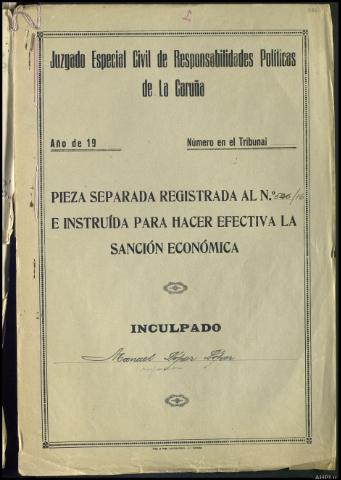 Juzgado Especial Civil de Responsabilidades Políticas
de La Coruña
Año de 19
Número en el Tribunal
PIEZA SEPARADA REGISTRADA AL N.º
E INSTRUÍDA PARA HACER EFECTIVA LA
SANCIÓN ECONÓMICA
INCULPADO
Manuel López López
AHPLU